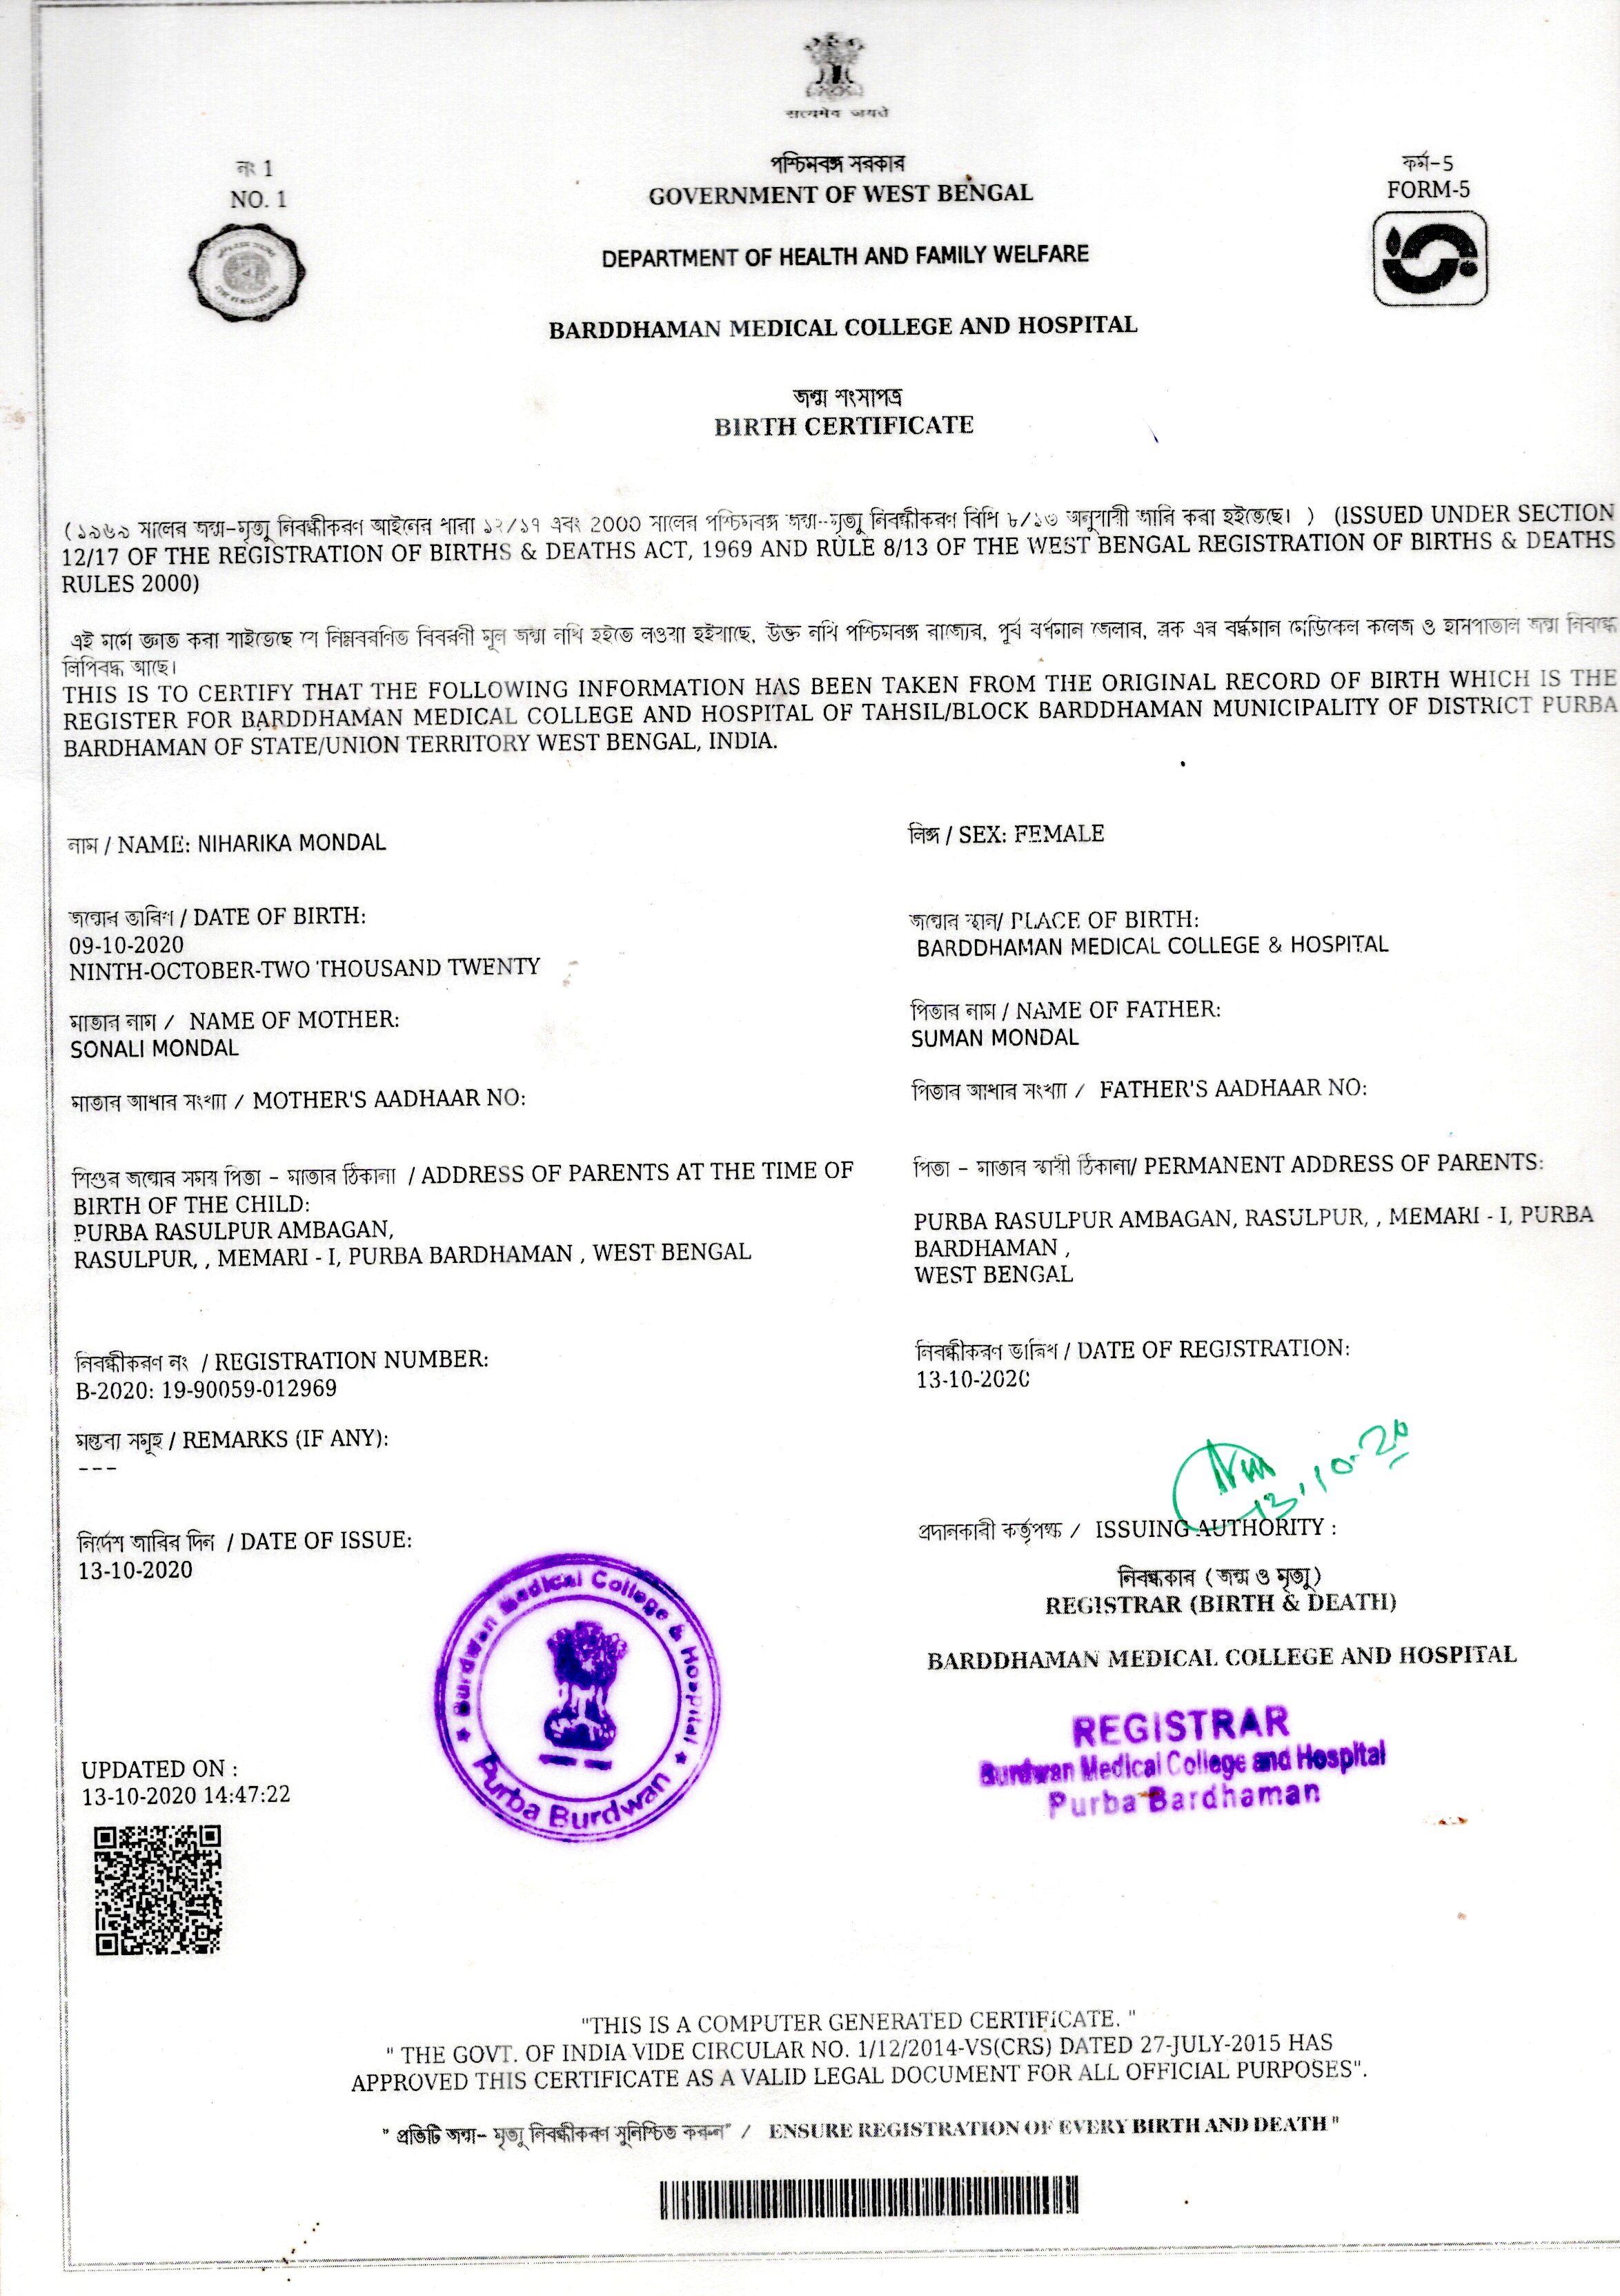 सत्यमेव जयते
নং 1
NO. 1
পশ্চিমবঙ্গ সরকার
GOVERNMENT OF WEST BENGAL
ফর্ম-5
FORM-5
DEPARTMENT OF HEALTH AND FAMILY WELFARE
BARDDHAMAN MEDICAL COLLEGE AND HOSPITAL
জন্ম শংসাপত্র
BIRTH CERTIFICATE
(১৯৬৯ সালের জন্ম-মৃত্যু নিবন্ধীকরণ আইনের ধারা ১২/১৭ এবং 2000 সালের পশ্চিমবঙ্গ জন্ম-মৃত্যু নিবন্ধীকরণ বিধি ৮/১৩ অনুযায়ী জারি করা হইতেছে। ) (ISSUED UNDER SECTION
12/17 OF THE REGISTRATION OF BIRTHS & DEATHS ACT, 1969 AND RULE 8/13 OF THE WEST BENGAL REGISTRATION OF BIRTHS & DEATHS
RULES 2000)
এই মর্মে জ্ঞাত করা যাইতেছে যে নিম্নবরণিত বিবরণী মূল জন্ম নথি হইতে লওয়া হইয়াছে, উক্ত নথি পশ্চিমবঙ্গ রাজ্যের, পূর্ব বর্ধমান জেলার, ব্লক এর বর্দ্ধমান মেডিকেল কলেজ ও হাসপাতাল জন্ম নিবন্ধে
লিপিবদ্ধ আছে।
THIS IS TO CERTIFY THAT THE FOLLOWING INFORMATION HAS BEEN TAKEN FROM THE ORIGINAL RECORD OF BIRTH WHICH IS THE
REGISTER FOR BARDDHAMAN MEDICAL COLLEGE AND HOSPITAL OF TAHSIL/BLOCK BARDDHAMAN MUNICIPALITY OF DISTRICT PURBA
BARDHAMAN OF STATE/UNION TERRITORY WEST BENGAL, INDIA.
নাম / NAME: NIHARIKA MONDAL
লিঙ্গ / SEX: FEMALE
জন্মের তারিখ / DATE OF BIRTH:
09-10-2020
NINTH-OCTOBER-TWO THOUSAND TWENTY
জন্মের স্থান/ PLACE OF BIRTH:
BARDDHAMAN MEDICAL COLLEGE & HOSPITAL
মাতার নাম / NAME OF MOTHER:
SONALI MONDAL
পিতার নাম / NAME OF FATHER:
SUMAN MONDAL
মাতার আধার সংখ্যা / MOTHER'S AADHAAR NO:
পিতার আধার সংখ্যা / FATHER'S AADHAAR NO:
শিশুর জন্মের সময় পিতা - মাতার ঠিকানা / ADDRESS OF PARENTS AT THE TIME OF
BIRTH OF THE CHILD:
PURBA RASULPUR AMBAGAN,
RASULPUR, , MEMARI - I, PURBA BARDHAMAN , WEST BENGAL
পিতা - মাতার স্থায়ী ঠিকানা/ PERMANENT ADDRESS OF PARENTS:
PURBA RASULPUR AMBAGAN, RASULPUR, , MEMARI - I, PURBA
BARDHAMAN ,
WEST BENGAL
নিবন্ধীকরণ নং / REGISTRATION NUMBER:
B-2020: 19-90059-012969
নিবন্ধীকরণ তারিখ / DATE OF REGISTRATION:
13-10-2020
মন্তব্য সমূহ / REMARKS (IF ANY):
---
13.10.20
নির্দেশ জারির দিন / DATE OF ISSUE:
13-10-2020
প্রদানকারী কর্তৃপক্ষ / ISSUING AUTHORITY :
নিবন্ধকার (জন্ম ও মৃত্যু)
REGISTRAR (BIRTH & DEATH)
BARDDHAMAN MEDICAL COLLEGE AND HOSPITAL
Burdwan Medical College & Hospital
Purba Burdwan
REGISTRAR
Burdwan Medical College and Hospital
Purba Bardhaman
UPDATED ON :
13-10-2020 14:47:22
"THIS IS A COMPUTER GENERATED CERTIFICATE. "
" THE GOVT. OF INDIA VIDE CIRCULAR NO. 1/12/2014-VS(CRS) DATED 27-JULY-2015 HAS
APPROVED THIS CERTIFICATE AS A VALID LEGAL DOCUMENT FOR ALL OFFICIAL PURPOSES".
" প্রতিটি জন্ম- মৃত্যু নিবন্ধীকরণ সুনিশ্চিত করুন" / ENSURE REGISTRATION OF EVERY BIRTH AND DEATH "